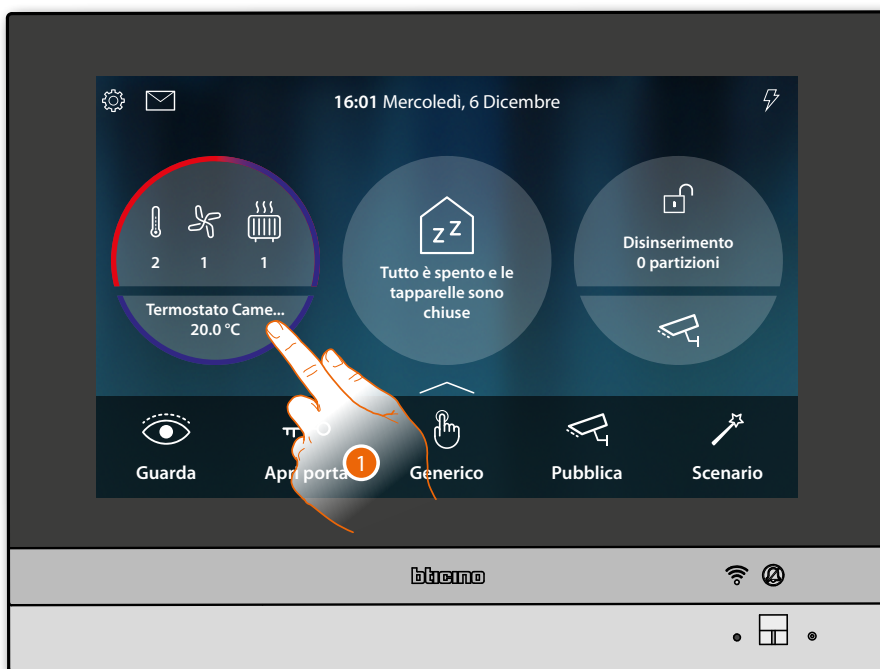 16:01 Mercoledì, 6 Dicembre
2 1 1
Termostato Came...
20.0 °C
z z
Tutto è spento e le
tapparelle sono
chiuse
Disinserimento
0 partizioni
Guarda
Apri porta
1
Generico
Pubblica
Scenario
bticino